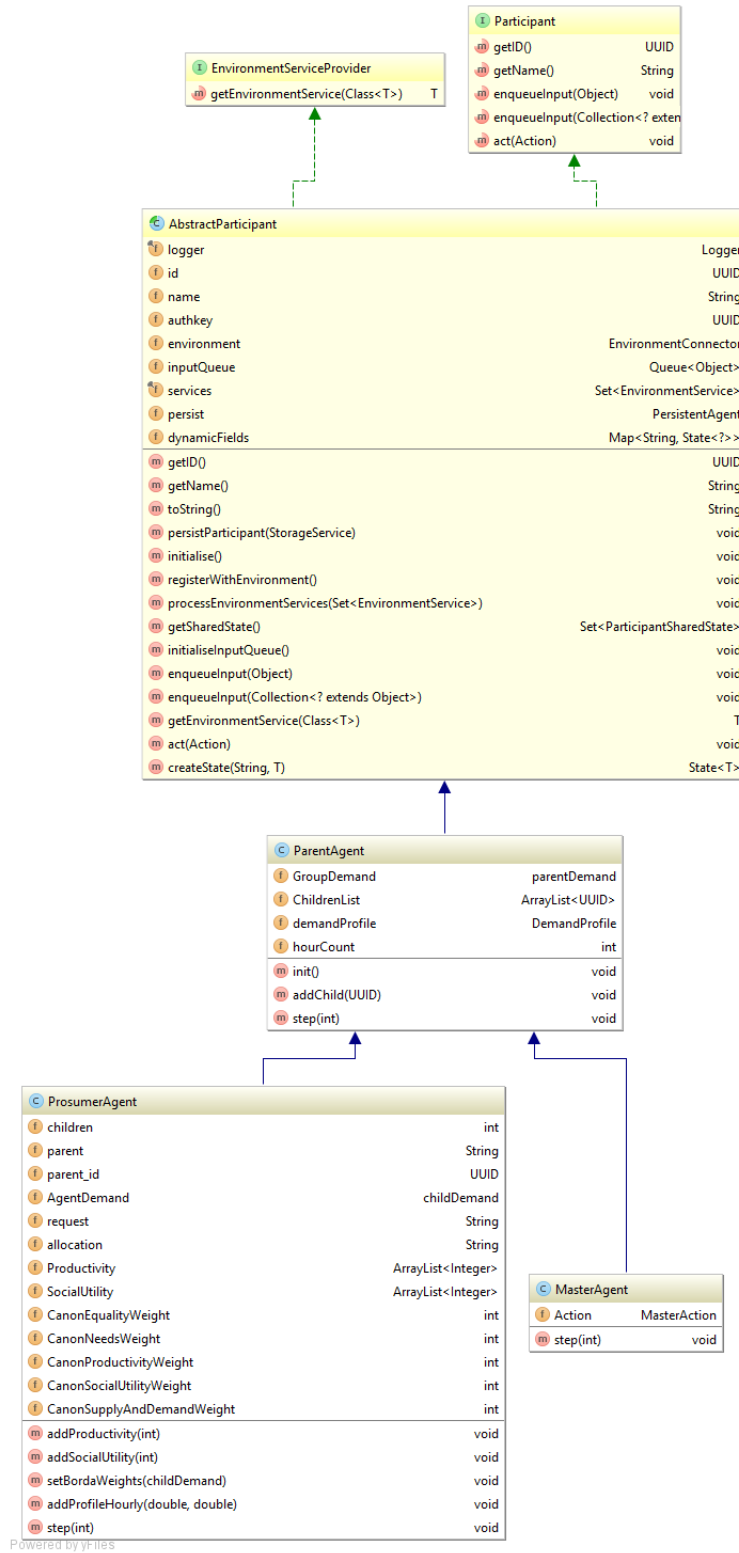 Participant
getID() UUID
getName() String
enqueueInput(Object) void
enqueueInput(Collection<? exten
act(Action) void
EnvironmentServiceProvider
getEnvironmentService(Class<T>) T
AbstractParticipant
logger Logger
id UUID
name String
authkey UUID
environment EnvironmentConnector
inputQueue Queue<Object>
services Set<EnvironmentService>
persist PersistentAgent
dynamicFields Map<String, State<?>>
getID() UUID
getName() String
toString() String
persistParticipant(StorageService) void
initialise() void
registerWithEnvironment() void
processEnvironmentServices(Set<EnvironmentService>) void
getSharedState() Set<ParticipantSharedState>
initialiseInputQueue() void
enqueueInput(Object) void
enqueueInput(Collection<? extends Object>) void
getEnvironmentService(Class<T>) T
act(Action) void
createState(String, T) State<T>
ParentAgent
GroupDemand parentDemand
ChildrenList ArrayList<UUID>
demandProfile DemandProfile
hourCount int
init() void
addChild(UUID) void
step(int) void
ProsumerAgent
children int
parent String
parent_id UUID
AgentDemand childDemand
request String
allocation String
Productivity ArrayList<Integer>
SocialUtility ArrayList<Integer>
CanonEqualityWeight int
CanonNeedsWeight int
CanonProductivityWeight int
CanonSocialUtilityWeight int
CanonSupplyAndDemandWeight int
addProductivity(int) void
addSocialUtility(int) void
setBordaWeights(childDemand) void
addProfileHourly(double, double) void
step(int) void
MasterAgent
Action MasterAction
step(int) void
Powered by yFiles